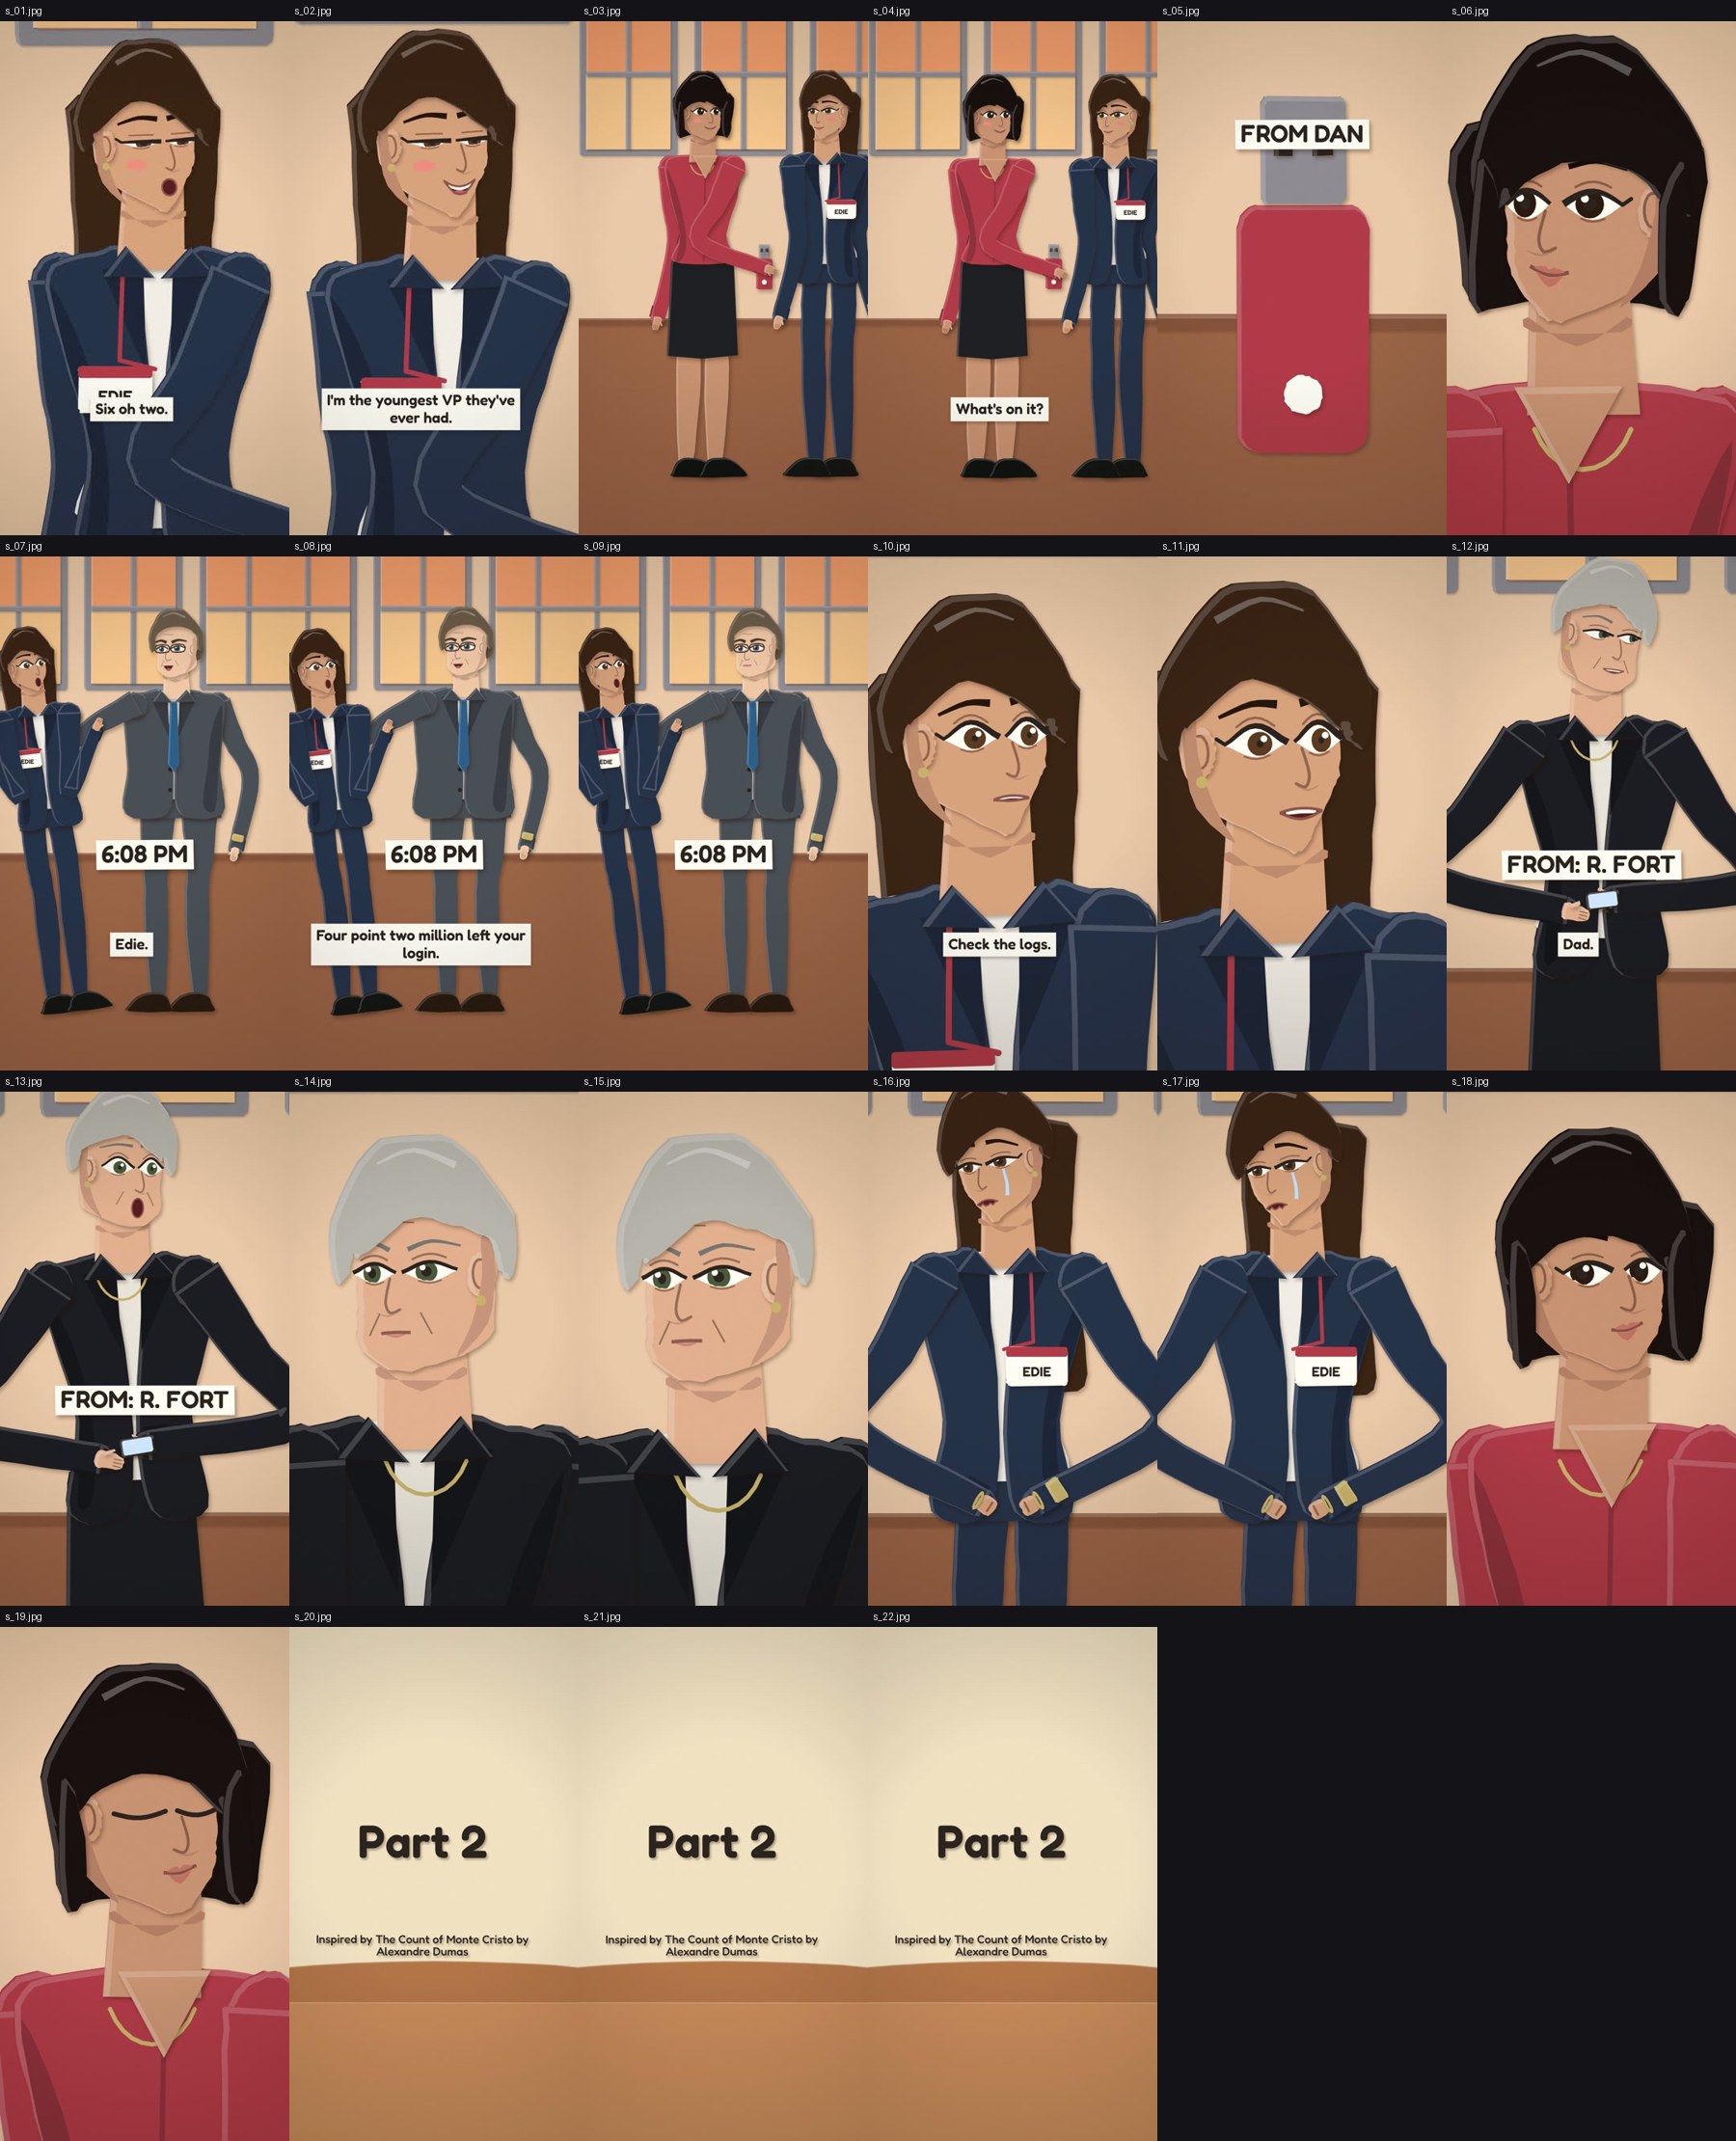 s_01.jpg
s_02.jpg
s_03.jpg
s_04.jpg
s_05.jpg
s_06.jpg
EDIE
Six oh two.
I'm the youngest VP they've
ever had.
EDIE
EDIE
What's on it?
FROM DAN
s_07.jpg
s_08.jpg
s_09.jpg
s_10.jpg
s_11.jpg
s_12.jpg
EDIE
6:08 PM
Edie.
EDIE
6:08 PM
Four point two million left your
login.
EDIE
6:08 PM
Check the logs.
FROM: R. FORT
Dad.
s_13.jpg
s_14.jpg
s_15.jpg
s_16.jpg
s_17.jpg
s_18.jpg
FROM: R. FORT
EDIE
EDIE
s_19.jpg
s_20.jpg
s_21.jpg
s_22.jpg
Part 2
Inspired by The Count of Monte Cristo by
Alexandre Dumas
Part 2
Inspired by The Count of Monte Cristo by
Alexandre Dumas
Part 2
Inspired by The Count of Monte Cristo by
Alexandre Dumas